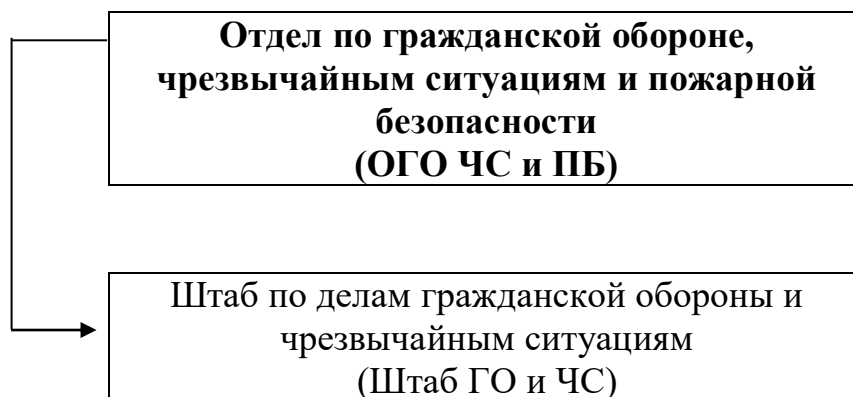 Отдел по гражданской обороне,
чрезвычайным ситуациям и пожарной
безопасности
(ОГО ЧС и ПБ)
Штаб по делам гражданской обороны и
чрезвычайным ситуациям
(Штаб ГО и ЧС)